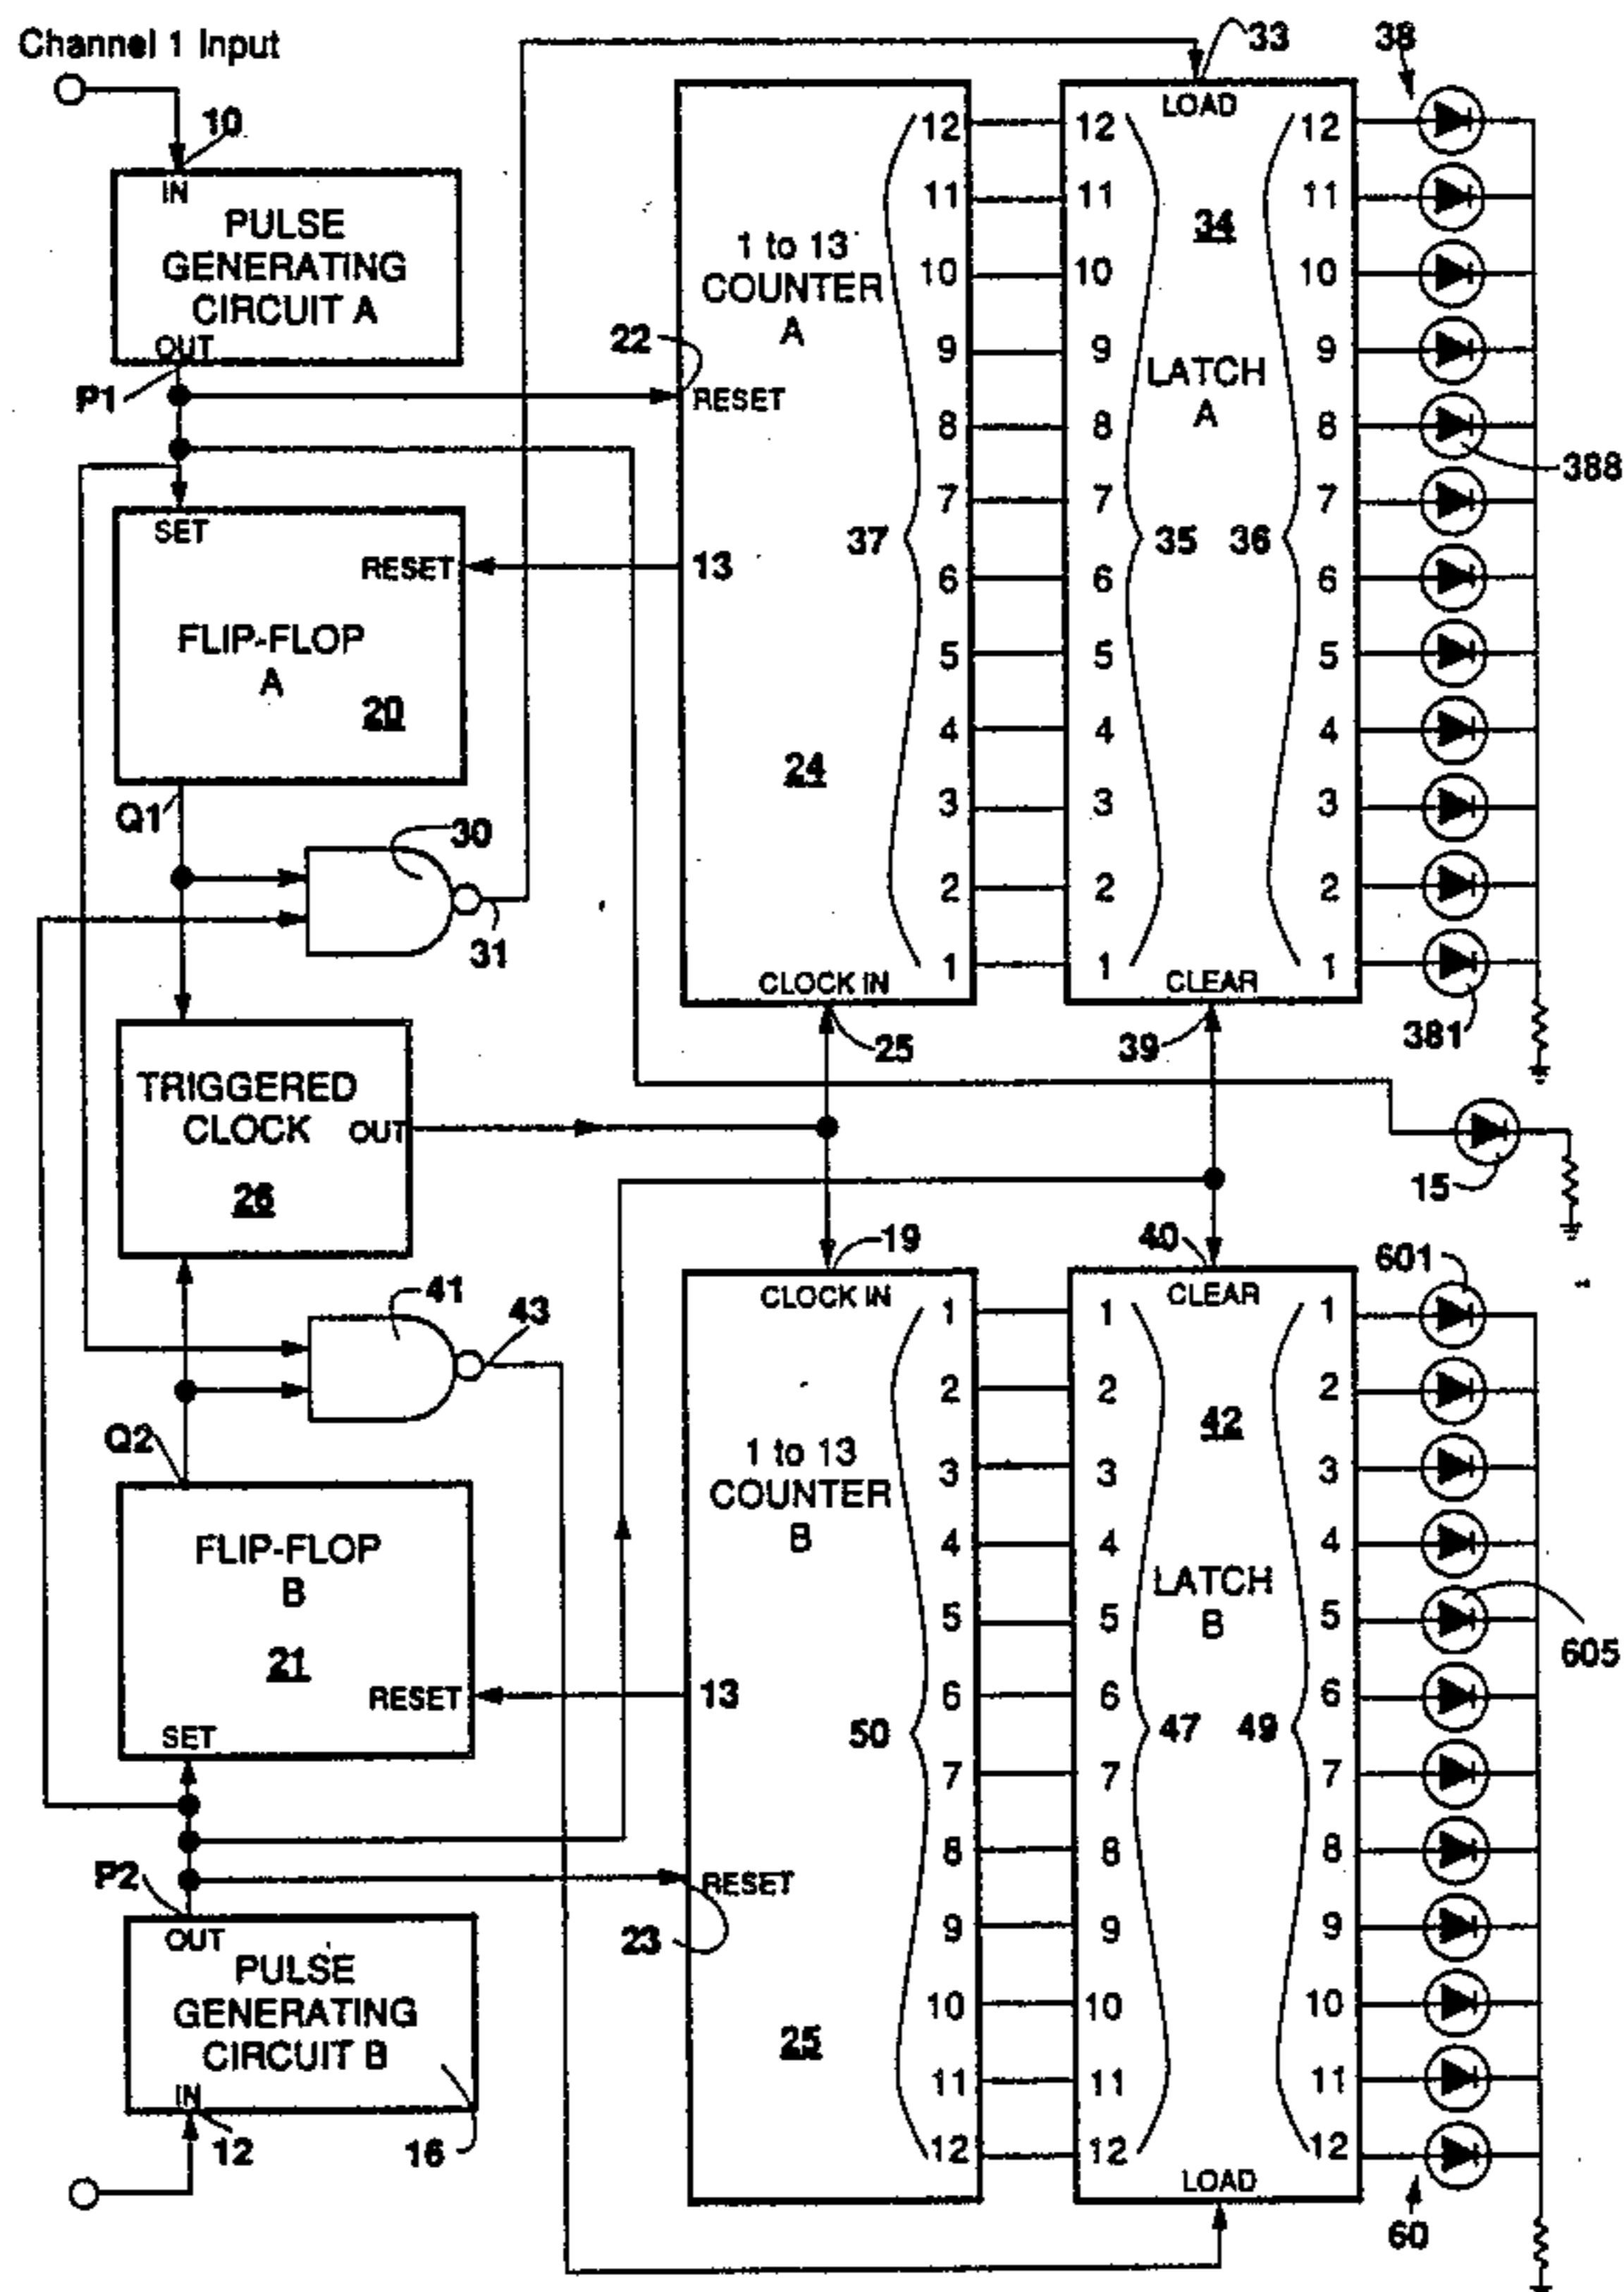 Channel 1 Input
10
IN
PULSE
GENERATING
CIRCUIT A
OUT
P1
SET
RESET
FLIP-FLOP
A
20
Q1
30
31
TRIGGERED
CLOCK
OUT
26
41
43
Q2
FLIP-FLOP
B
21
RESET
SET
P2
OUT
PULSE
GENERATING
CIRCUIT B
IN
12
16
22
RESET
1 to 13
COUNTER
A
13
37
24
12
11
10
9
8
7
6
5
4
3
2
1
CLOCK IN
25
33
LOAD
34
LATCH
A
35
36
12
11
10
9
8
7
6
5
4
3
2
1
12
11
10
9
8
7
6
5
4
3
2
1
CLEAR
39
38
388
381
15
19
CLOCK IN
1 to 13
COUNTER
B
13
50
RESET
23
25
1
2
3
4
5
6
7
8
9
10
11
12
40
CLEAR
42
LATCH
B
47
49
1
2
3
4
5
6
7
8
9
10
11
12
1
2
3
4
5
6
7
8
9
10
11
12
LOAD
601
605
60